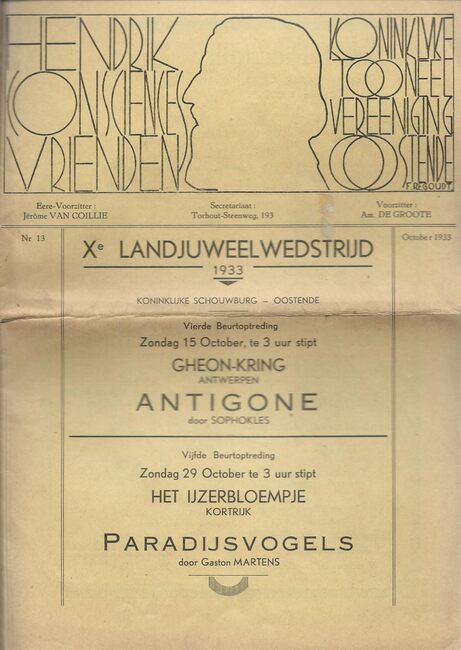 HENDRIK
CONSCIENCE'S
VRIENDEN
KONINKLIJKE
TOONEEL
VEREENIGING
OOSTENDE
F. REGOUDT
Eere-Voorzitter :
Jérôme VAN COILLIE
Secretariaat :
Torhout-Steenweg, 193
Voorzitter :
Am. DE GROOTE
Nr 13
October 1933
Xe LANDJUWEELWEDSTRIJD
1933
KONINKLIJKE SCHOUWBURG - OOSTENDE
Vierde Beurtoptreding
Zondag 15 October, te 3 uur stipt
GHEON-KRING
ANTWERPEN
ANTIGONE
door SOPHOKLES
Vijfde Beurtoptreding
Zondag 29 October te 3 uur stipt
HET IJZERBLOEMPJE
KORTRIJK
PARADIJSVOGELS
door Gaston MARTENS